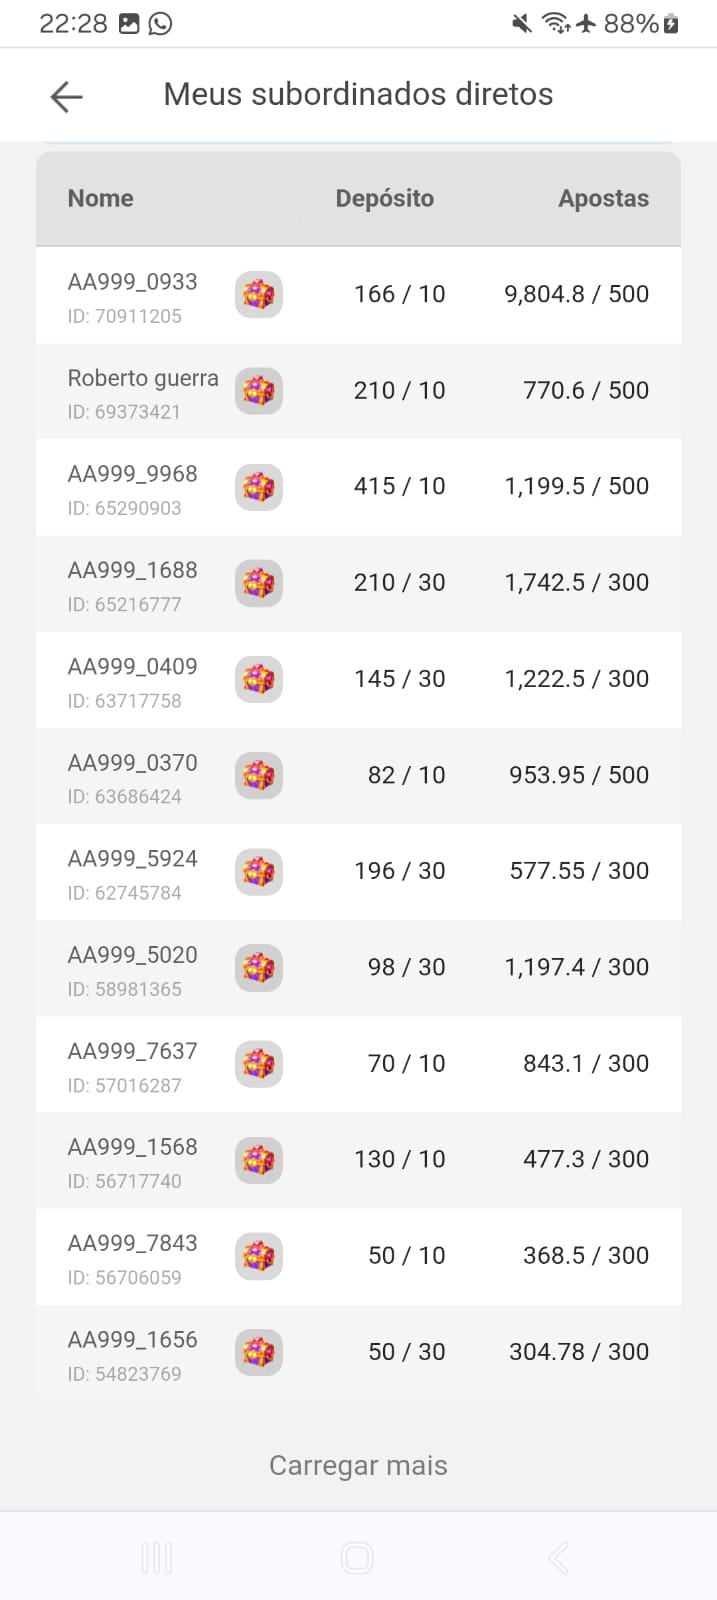 22:28 88%
Meus subordinados diretos
Nome Depósito Apostas
AA999_0933 166 / 10 9,804.8 / 500
ID: 70911205
Roberto guerra 210 / 10 770.6 / 500
ID: 69373421
AA999_9968 415 / 10 1,199.5 / 500
ID: 65290903
AA999_1688 210 / 30 1,742.5 / 300
ID: 65216777
AA999_0409 145 / 30 1,222.5 / 300
ID: 63717758
AA999_0370 82 / 10 953.95 / 500
ID: 63686424
AA999_5924 196 / 30 577.55 / 300
ID: 62745784
AA999_5020 98 / 30 1,197.4 / 300
ID: 58981365
AA999_7637 70 / 10 843.1 / 300
ID: 57016287
AA999_1568 130 / 10 477.3 / 300
ID: 56717740
AA999_7843 50 / 10 368.5 / 300
ID: 56706059
AA999_1656 50 / 30 304.78 / 300
ID: 54823769
Carregar mais